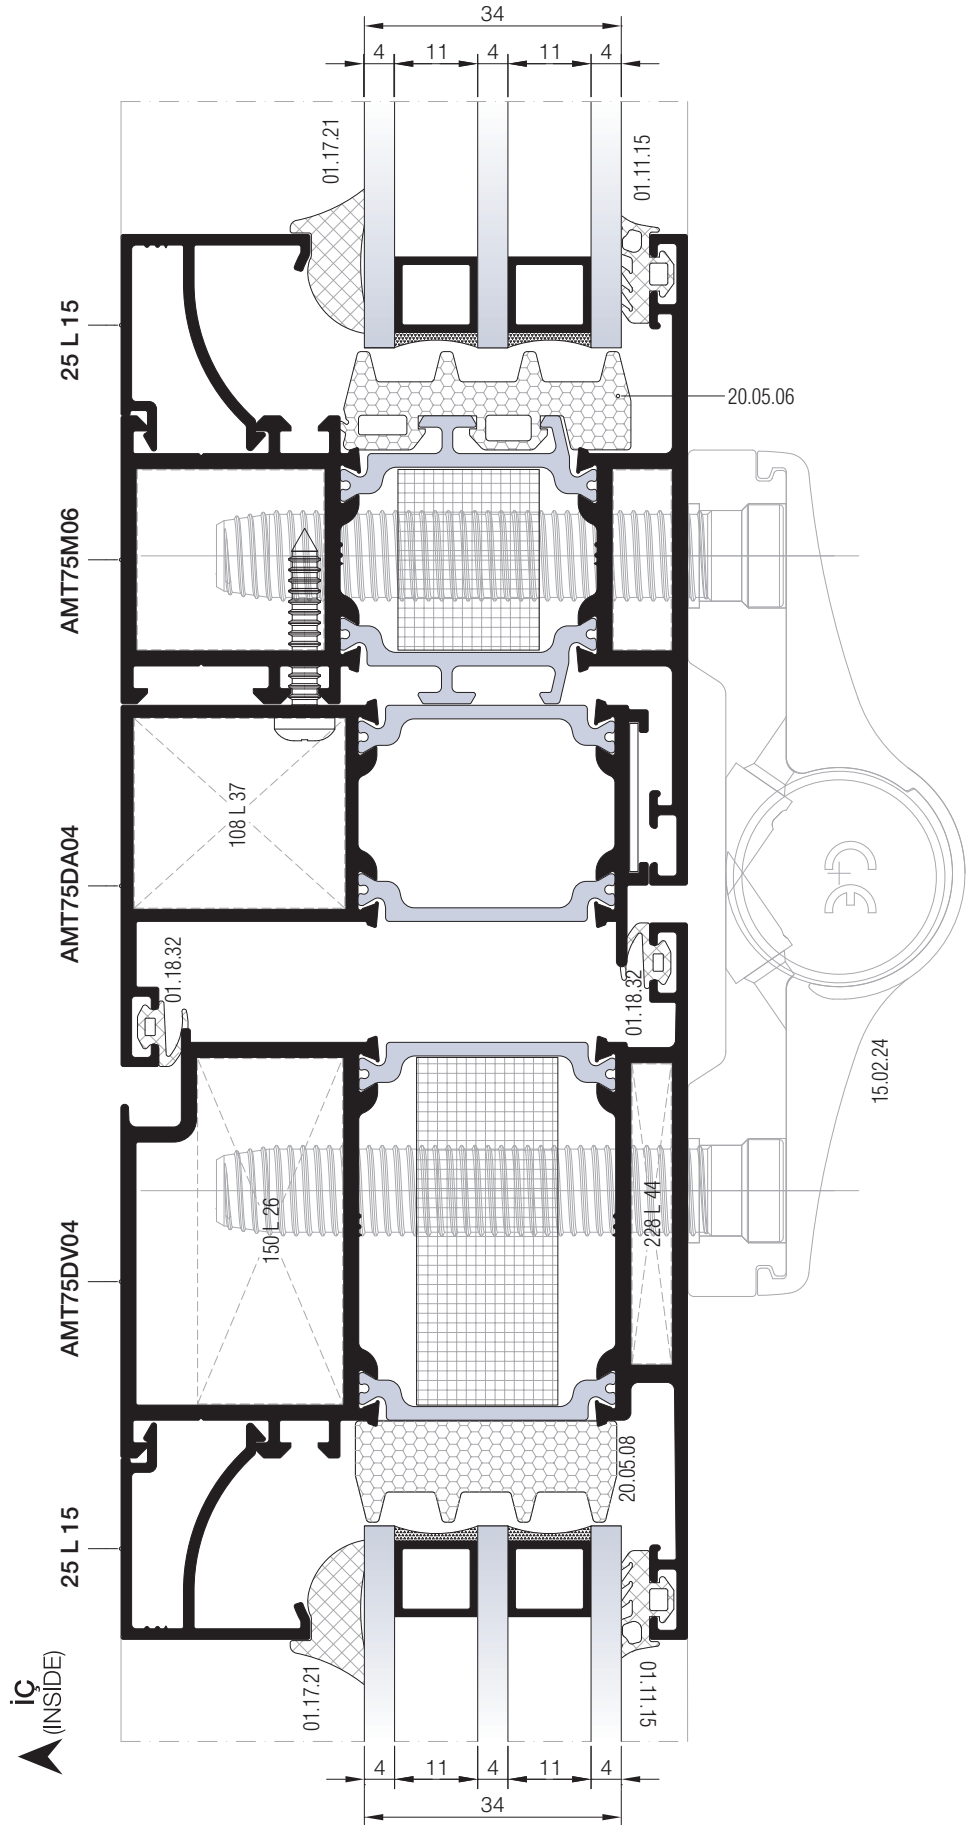 34
4 11 4 11 4
01.17.21
01.11.15
25 L 15
20.05.06
AMT75M06
108 L 37
AMT75DA04
01.18.32
01.18.32
CE
15.02.24
AMT75DV04
150 L 26
228 L 44
20.05.08
25 L 15
01.17.21
01.11.15
İÇ
(INSIDE)
4 11 4 11 4
34